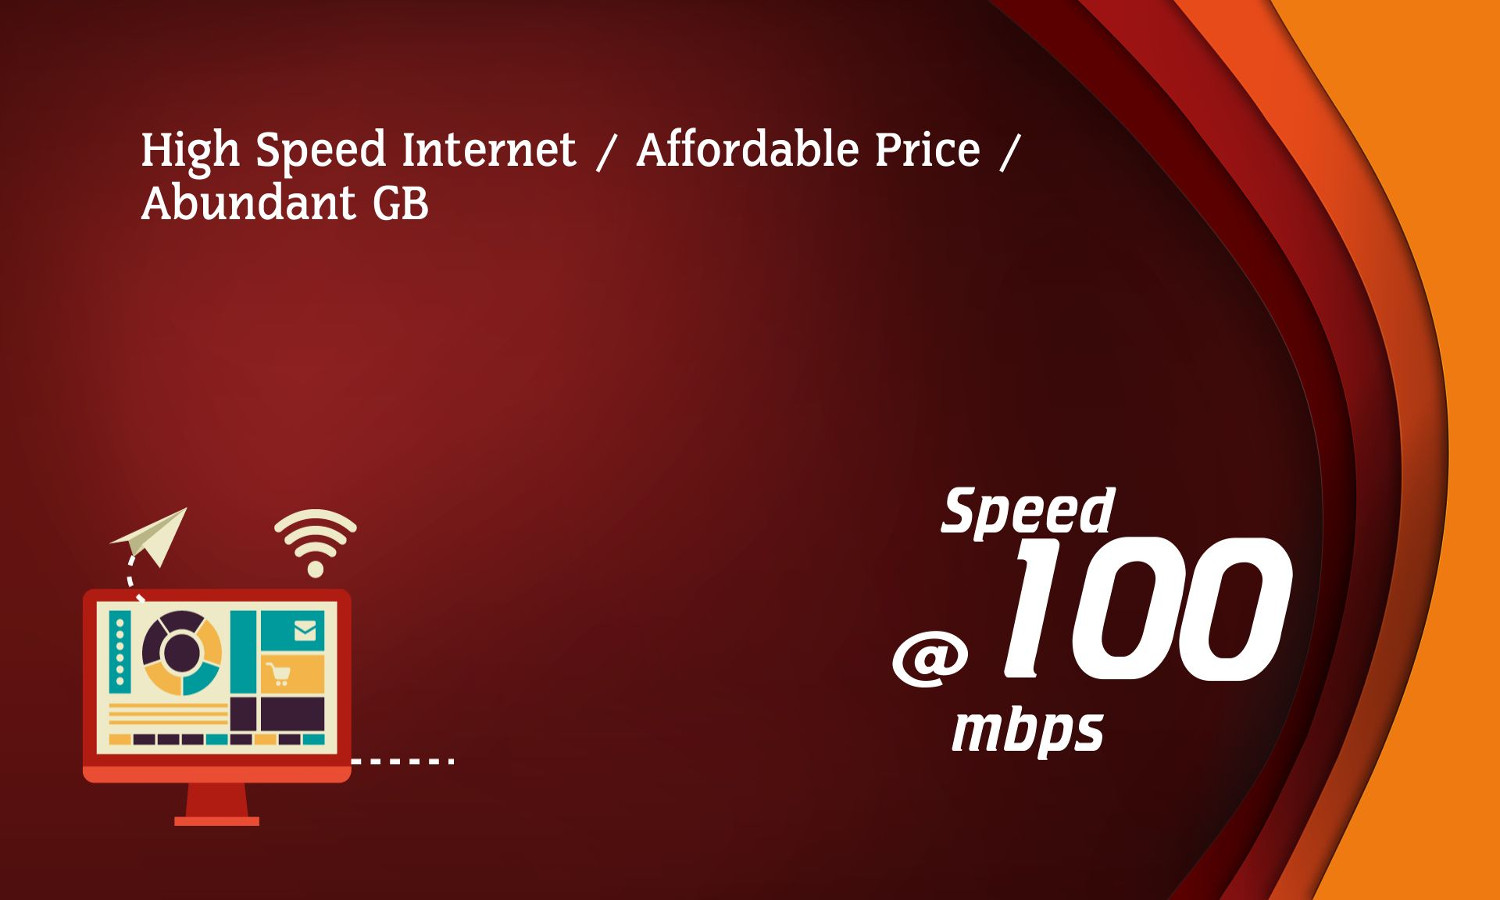 High Speed Internet / Affordable Price /
Abundant GB
Speed
@ 100
mbps